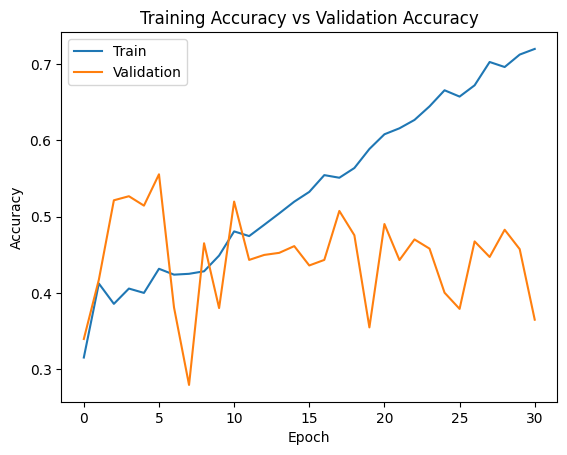 Training Accuracy vs Validation Accuracy
Train
Validation
0.7
0.6
0.5
0.4
0.3
Accuracy
0 5 10 15 20 25 30
Epoch